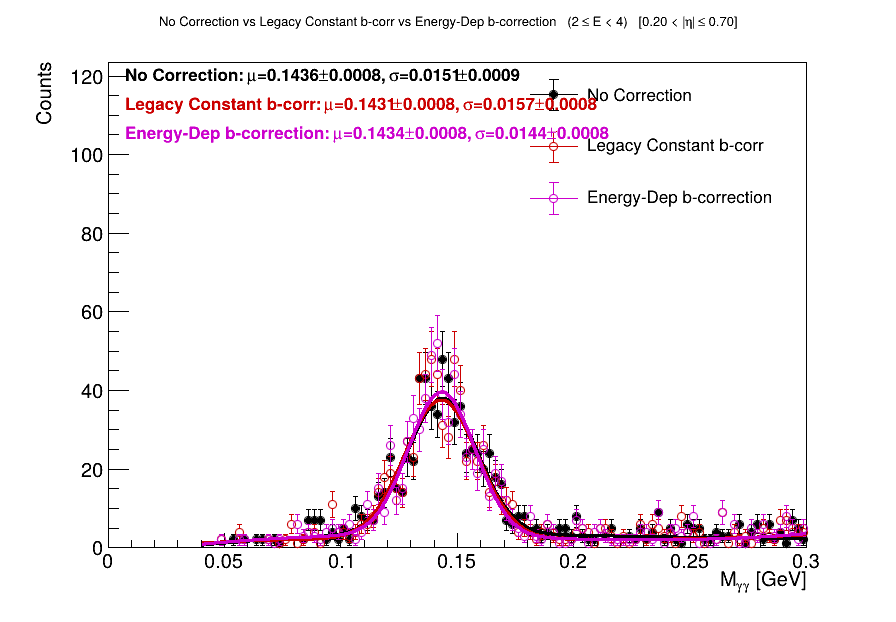 No Correction vs Legacy Constant b-corr vs Energy-Dep b-correction (2 ≤ E < 4) [0.20 < |η| ≤ 0.70]
Counts
No Correction: μ=0.1436±0.0008, σ=0.0151±0.0009
Legacy Constant b-corr: μ=0.1431±0.0008, σ=0.0157±0.0008
Energy-Dep b-correction: μ=0.1434±0.0008, σ=0.0144±0.0008
No Correction
Legacy Constant b-corr
Energy-Dep b-correction
120
100
80
60
40
20
0
0 0.05 0.1 0.15 0.2 0.25 0.3
Mγγ [GeV]